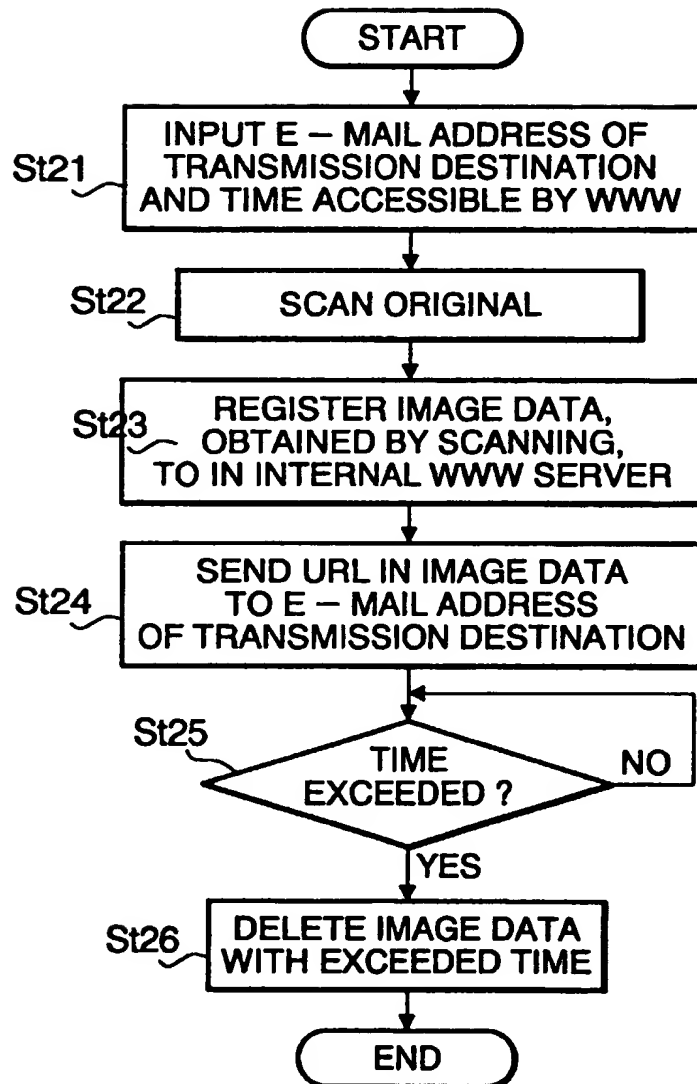 START
St21
INPUT E – MAIL ADDRESS OF
TRANSMISSION DESTINATION
AND TIME ACCESSIBLE BY WWW
St22
SCAN ORIGINAL
St23
REGISTER IMAGE DATA,
OBTAINED BY SCANNING,
TO IN INTERNAL WWW SERVER
St24
SEND URL IN IMAGE DATA
TO E – MAIL ADDRESS
OF TRANSMISSION DESTINATION
St25
TIME
EXCEEDED ?
NO
YES
St26
DELETE IMAGE DATA
WITH EXCEEDED TIME
END